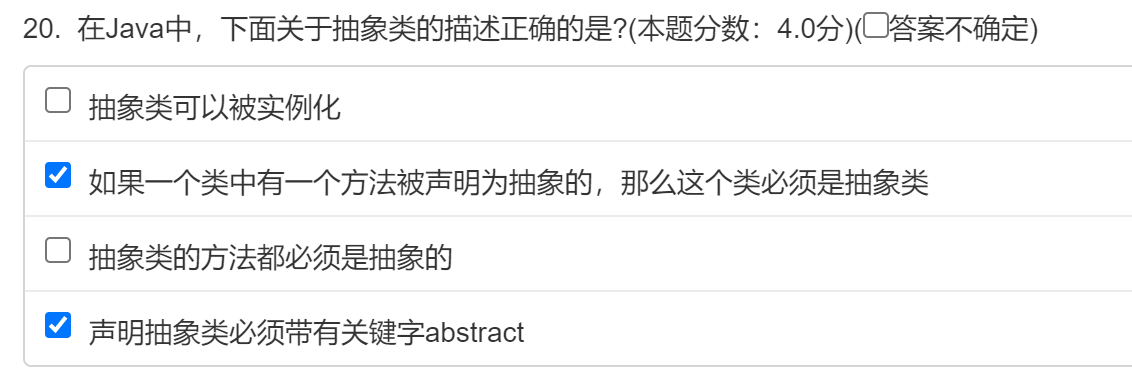 20. 在Java中，下面关于抽象类的描述正确的是?(本题分数：4.0分)(答案不确定)
抽象类可以被实例化
如果一个类中有一个方法被声明为抽象的，那么这个类必须是抽象类
抽象类的方法都必须是抽象的
声明抽象类必须带有关键字abstract